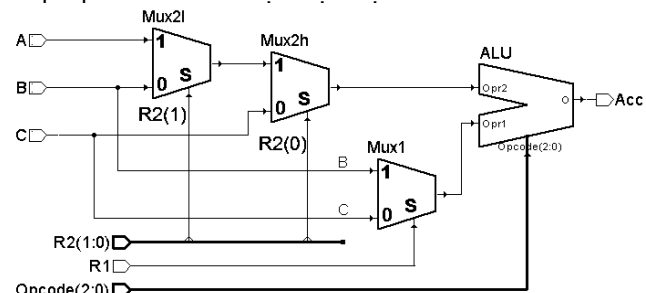 Mux2l
A
1
Mux2h
ALU
B
0
S
1
Opr2
O
Acc
R2(1)
0
S
C
R2(0)
Mux1
Opr1
Opcode(2:0)
B
1
C
0
S
R2(1:0)
R1
Opcode(2:0)